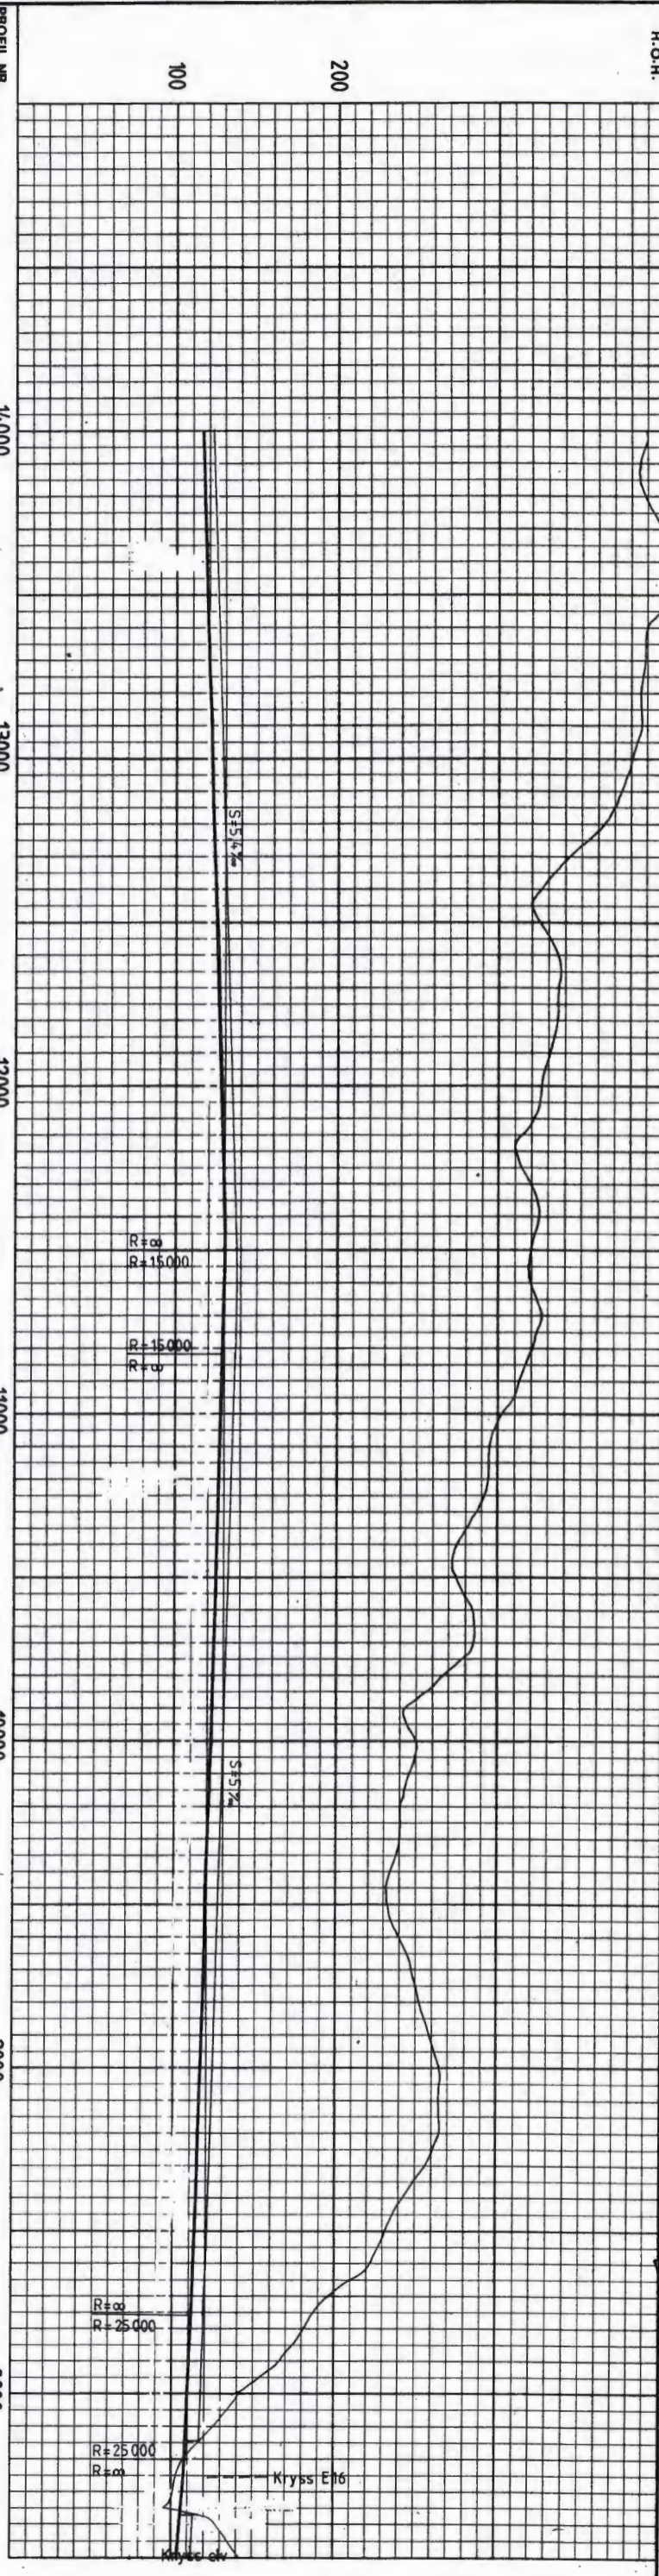 H.O.H.
200
100
PROFIL NR.
14000
13000
12000
11000
10000
S=5,4‰
R=∞
R=15000
R=15000
R=∞
S=5‰
R=∞
R=25000
R=25000
R=∞
Kryss E16
Kryss elv